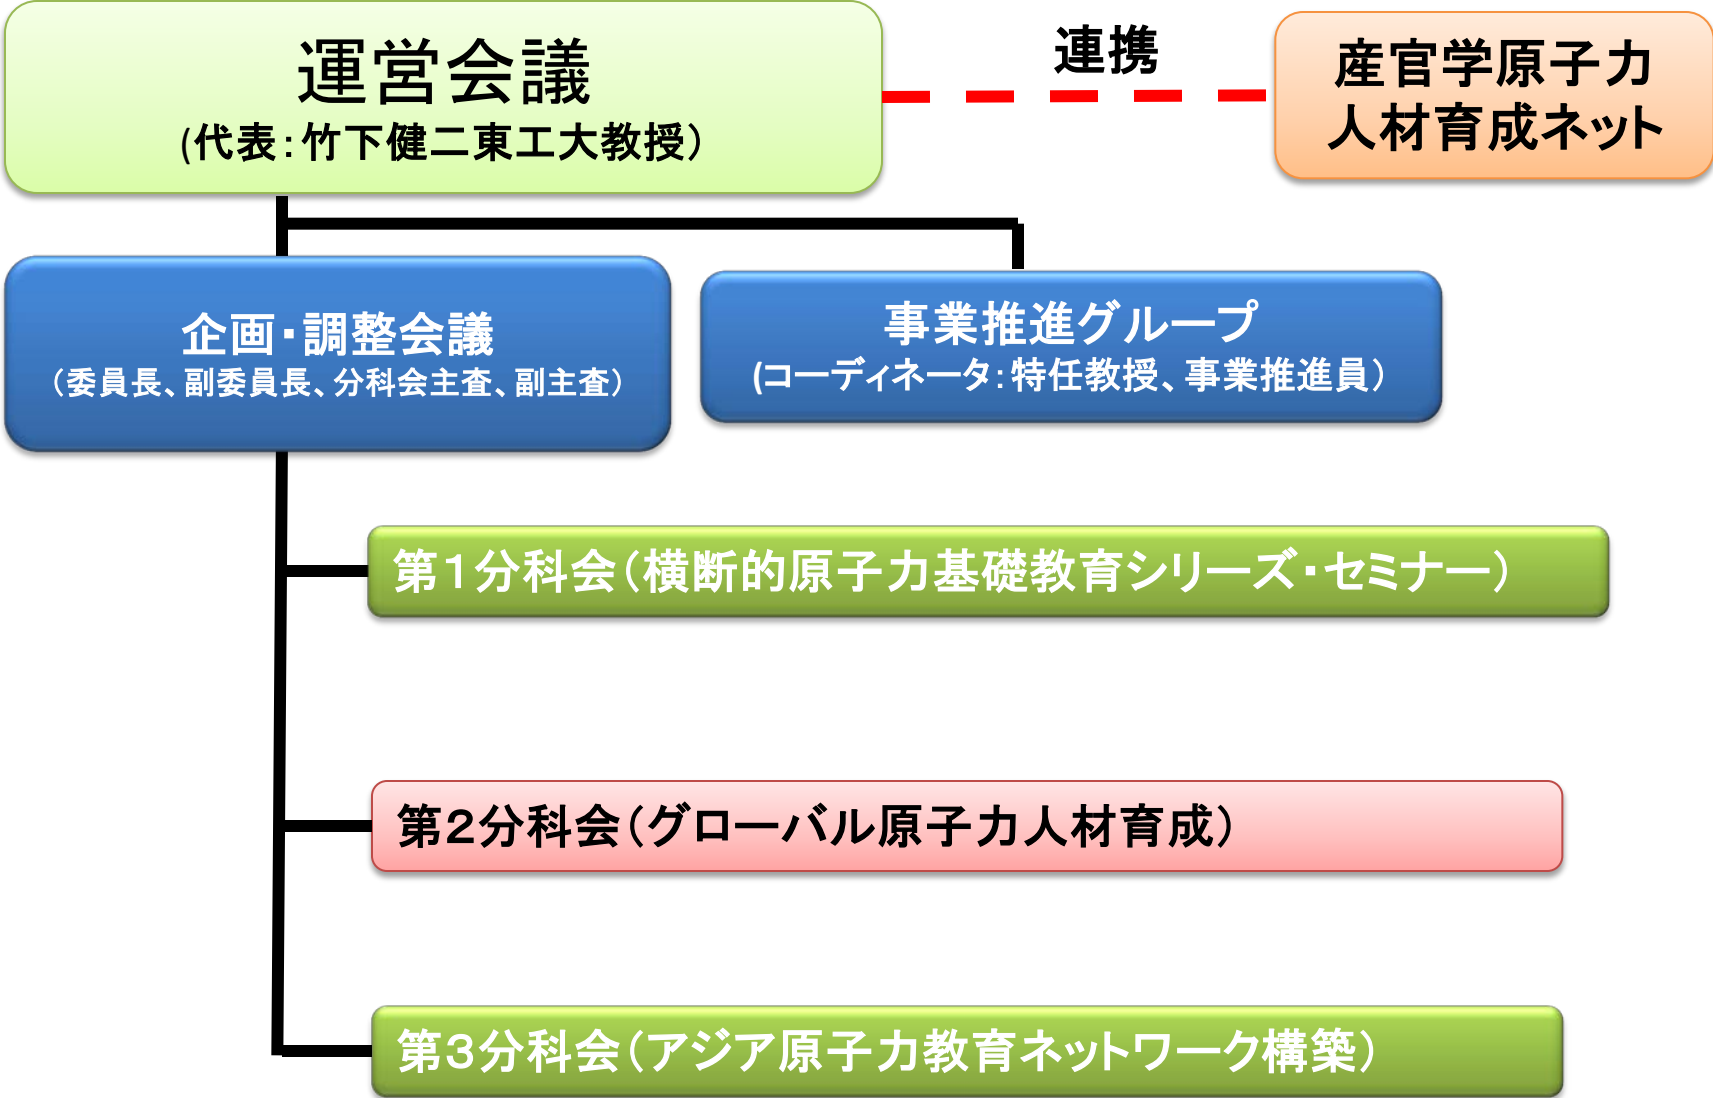 運営会議
(代表：竹下健二東工大教授）
連携
産官学原子力
人材育成ネット
企画・調整会議
（委員長、副委員長、分科会主査、副主査）
事業推進グループ
(コーディネータ：特任教授、事業推進員）
第１分科会（横断的原子力基礎教育シリーズ・セミナー）
第２分科会（グローバル原子力人材育成）
第３分科会（アジア原子力教育ネットワーク構築）